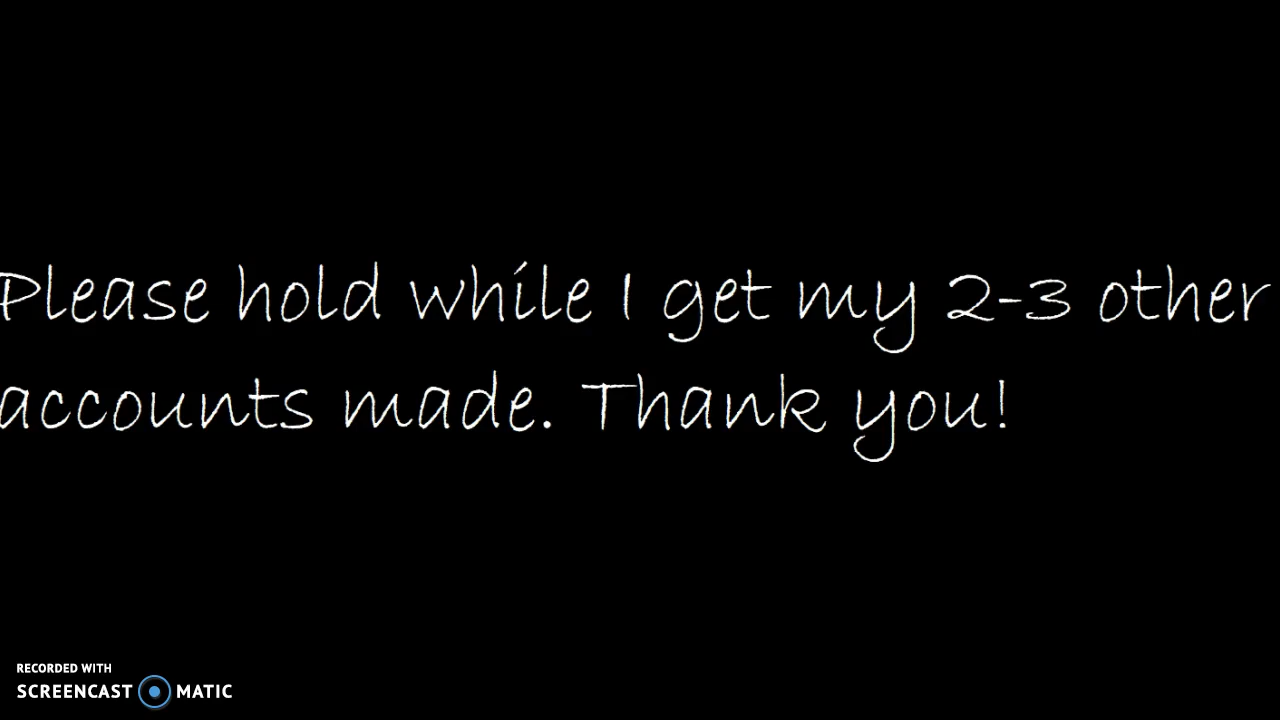 Please hold while I get my 2-3 other
accounts made. Thank you!
RECORDED WITH
SCREENCAST MATIC